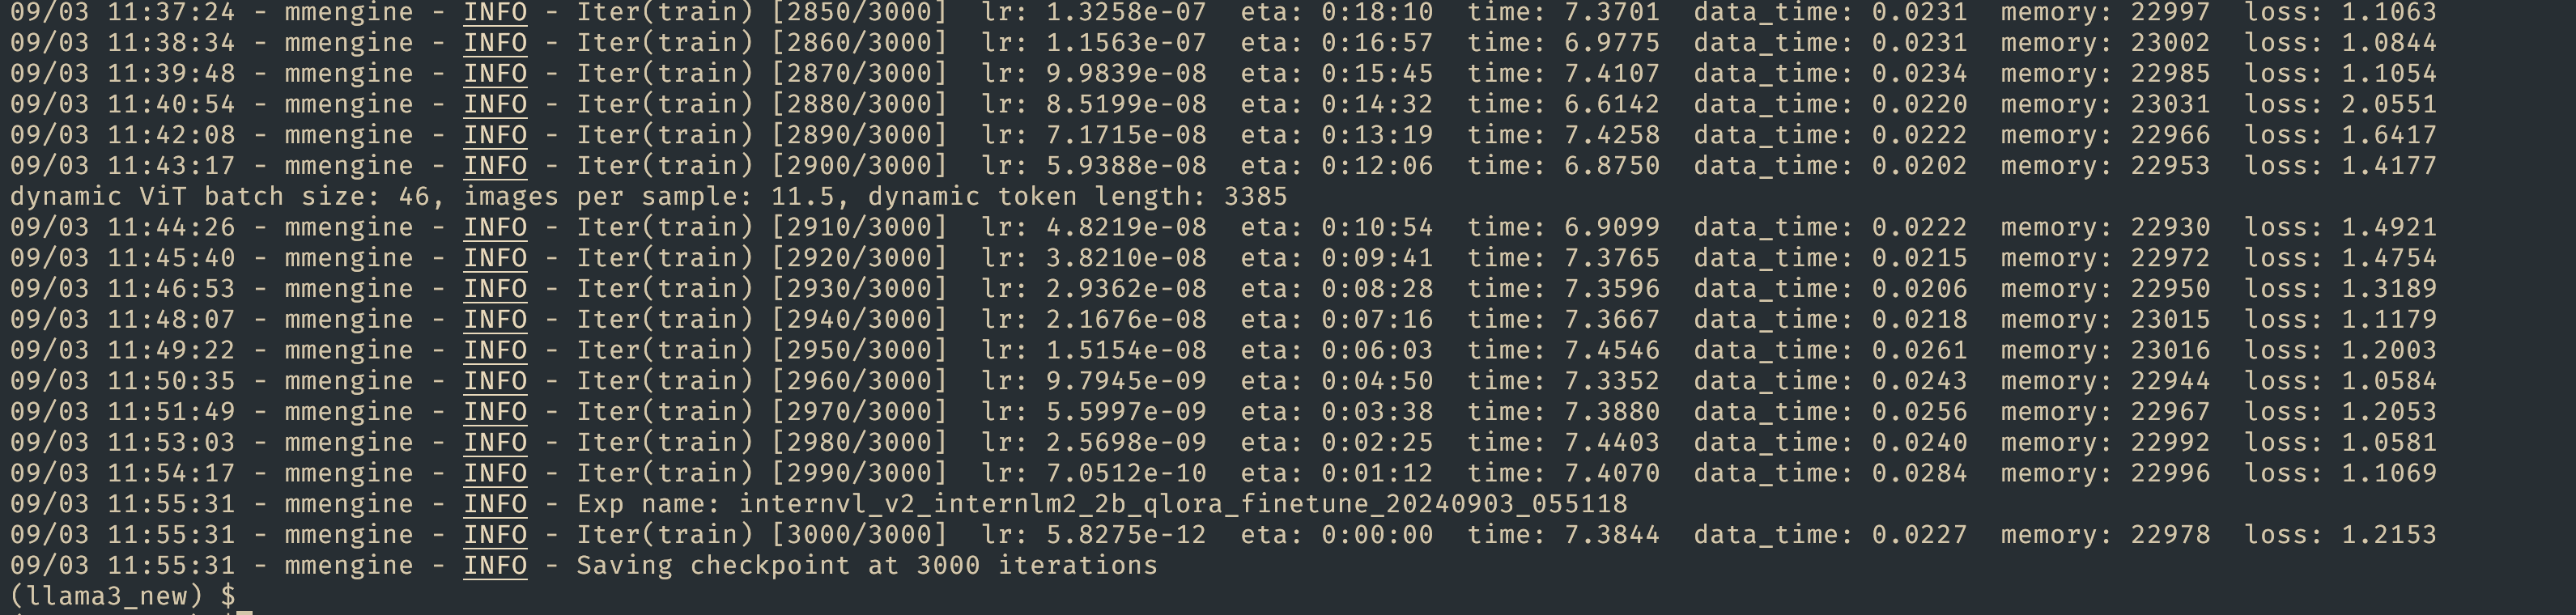 09/03 11:37:24 - mmengine - INFO - Iter(train) [2850/3000]  lr: 1.3258e-07  eta: 0:18:10  time: 7.3701  data_time: 0.0231  memory: 22997  loss: 1.1063
09/03 11:38:34 - mmengine - INFO - Iter(train) [2860/3000]  lr: 1.1563e-07  eta: 0:16:57  time: 6.9775  data_time: 0.0231  memory: 23002  loss: 1.0844
09/03 11:39:48 - mmengine - INFO - Iter(train) [2870/3000]  lr: 9.9839e-08  eta: 0:15:45  time: 7.4107  data_time: 0.0234  memory: 22985  loss: 1.1054
09/03 11:40:54 - mmengine - INFO - Iter(train) [2880/3000]  lr: 8.5199e-08  eta: 0:14:32  time: 6.6142  data_time: 0.0220  memory: 23031  loss: 2.0551
09/03 11:42:08 - mmengine - INFO - Iter(train) [2890/3000]  lr: 7.1715e-08  eta: 0:13:19  time: 7.4258  data_time: 0.0222  memory: 22966  loss: 1.6417
09/03 11:43:17 - mmengine - INFO - Iter(train) [2900/3000]  lr: 5.9388e-08  eta: 0:12:06  time: 6.8750  data_time: 0.0202  memory: 22953  loss: 1.4177
dynamic ViT batch size: 46, images per sample: 11.5, dynamic token length: 3385
09/03 11:44:26 - mmengine - INFO - Iter(train) [2910/3000]  lr: 4.8219e-08  eta: 0:10:54  time: 6.9099  data_time: 0.0222  memory: 22930  loss: 1.4921
09/03 11:45:40 - mmengine - INFO - Iter(train) [2920/3000]  lr: 3.8210e-08  eta: 0:09:41  time: 7.3765  data_time: 0.0215  memory: 22972  loss: 1.4754
09/03 11:46:53 - mmengine - INFO - Iter(train) [2930/3000]  lr: 2.9362e-08  eta: 0:08:28  time: 7.3596  data_time: 0.0206  memory: 22950  loss: 1.3189
09/03 11:48:07 - mmengine - INFO - Iter(train) [2940/3000]  lr: 2.1676e-08  eta: 0:07:16  time: 7.3667  data_time: 0.0218  memory: 23015  loss: 1.1179
09/03 11:49:22 - mmengine - INFO - Iter(train) [2950/3000]  lr: 1.5154e-08  eta: 0:06:03  time: 7.4546  data_time: 0.0261  memory: 23016  loss: 1.2003
09/03 11:50:35 - mmengine - INFO - Iter(train) [2960/3000]  lr: 9.7945e-09  eta: 0:04:50  time: 7.3352  data_time: 0.0243  memory: 22944  loss: 1.0584
09/03 11:51:49 - mmengine - INFO - Iter(train) [2970/3000]  lr: 5.5997e-09  eta: 0:03:38  time: 7.3880  data_time: 0.0256  memory: 22967  loss: 1.2053
09/03 11:53:03 - mmengine - INFO - Iter(train) [2980/3000]  lr: 2.5698e-09  eta: 0:02:25  time: 7.4403  data_time: 0.0240  memory: 22992  loss: 1.0581
09/03 11:54:17 - mmengine - INFO - Iter(train) [2990/3000]  lr: 7.0512e-10  eta: 0:01:12  time: 7.4070  data_time: 0.0284  memory: 22996  loss: 1.1069
09/03 11:55:31 - mmengine - INFO - Exp name: internvl_v2_internlm2_2b_qlora_finetune_20240903_055118
09/03 11:55:31 - mmengine - INFO - Iter(train) [3000/3000]  lr: 5.8275e-12  eta: 0:00:00  time: 7.3844  data_time: 0.0227  memory: 22978  loss: 1.2153
09/03 11:55:31 - mmengine - INFO - Saving checkpoint at 3000 iterations
(llama3_new) $